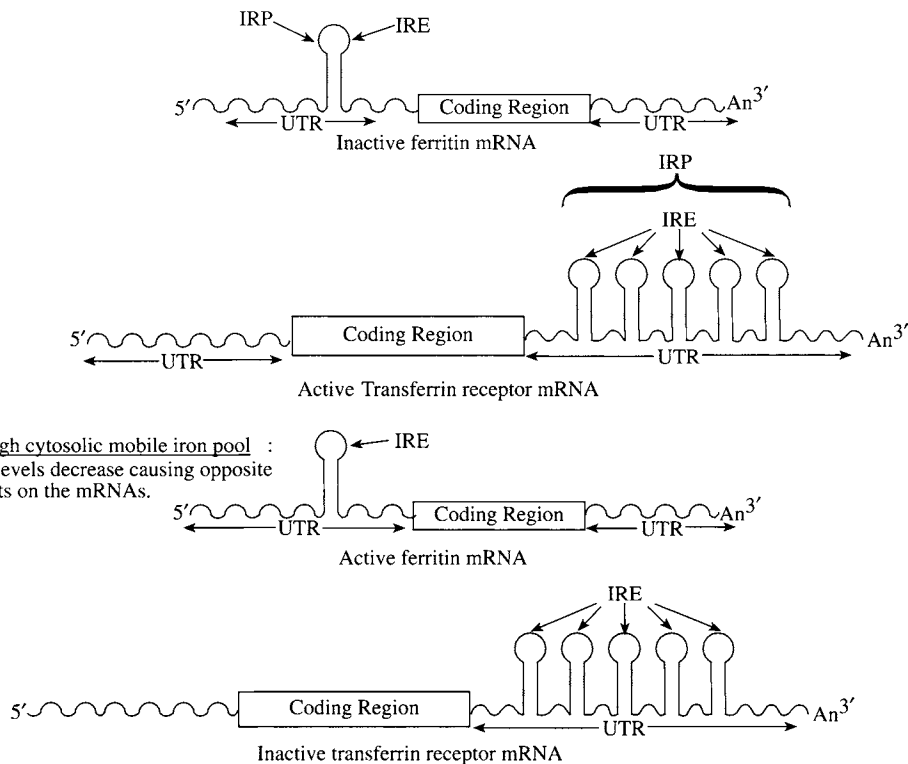 IRP IRE
5′ Coding Region An3′
UTR UTR
Inactive ferritin mRNA
IRP
IRE
5′ Coding Region An3′
UTR UTR
Active Transferrin receptor mRNA
gh cytosolic mobile iron pool :
evels decrease causing opposite
ts on the mRNAs.
IRE
5′ Coding Region An3′
UTR UTR
Active ferritin mRNA
IRE
5′ Coding Region An3′
UTR
Inactive transferrin receptor mRNA